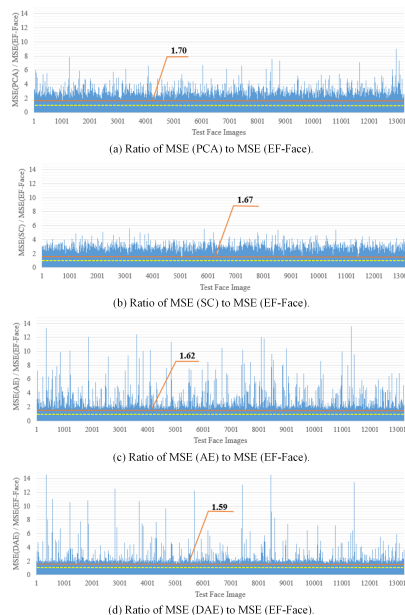 MSE(PCA) / MSE(EF-Face)
14
12
10
8
6
4
2
0
1.70
1 1001 2001 3001 4001 5001 6001 7001 8001 9001 10001 11001 12001 13001
Test Face Images
(a) Ratio of MSE (PCA) to MSE (EF-Face).
MSE(SC) / MSE(EF-Face)
14
12
10
8
6
4
2
0
1.67
1 1001 2001 3001 4001 5001 6001 7001 8001 9001 10001 11001 12001 13001
Test Face Image
(b) Ratio of MSE (SC) to MSE (EF-Face).
MSE(AE) / MSE(EF-Face)
14
12
10
8
6
4
2
0
1.62
1 1001 2001 3001 4001 5001 6001 7001 8001 9001 10001 11001 12001 13001
Test Face Images
(c) Ratio of MSE (AE) to MSE (EF-Face).
MSE(DAE) / MSE(EF-Face)
14
12
10
8
6
4
2
0
1.59
1 1001 2001 3001 4001 5001 6001 7001 8001 9001 10001 11001 12001 13001
Test Face Images
(d) Ratio of MSE (DAE) to MSE (EF-Face).